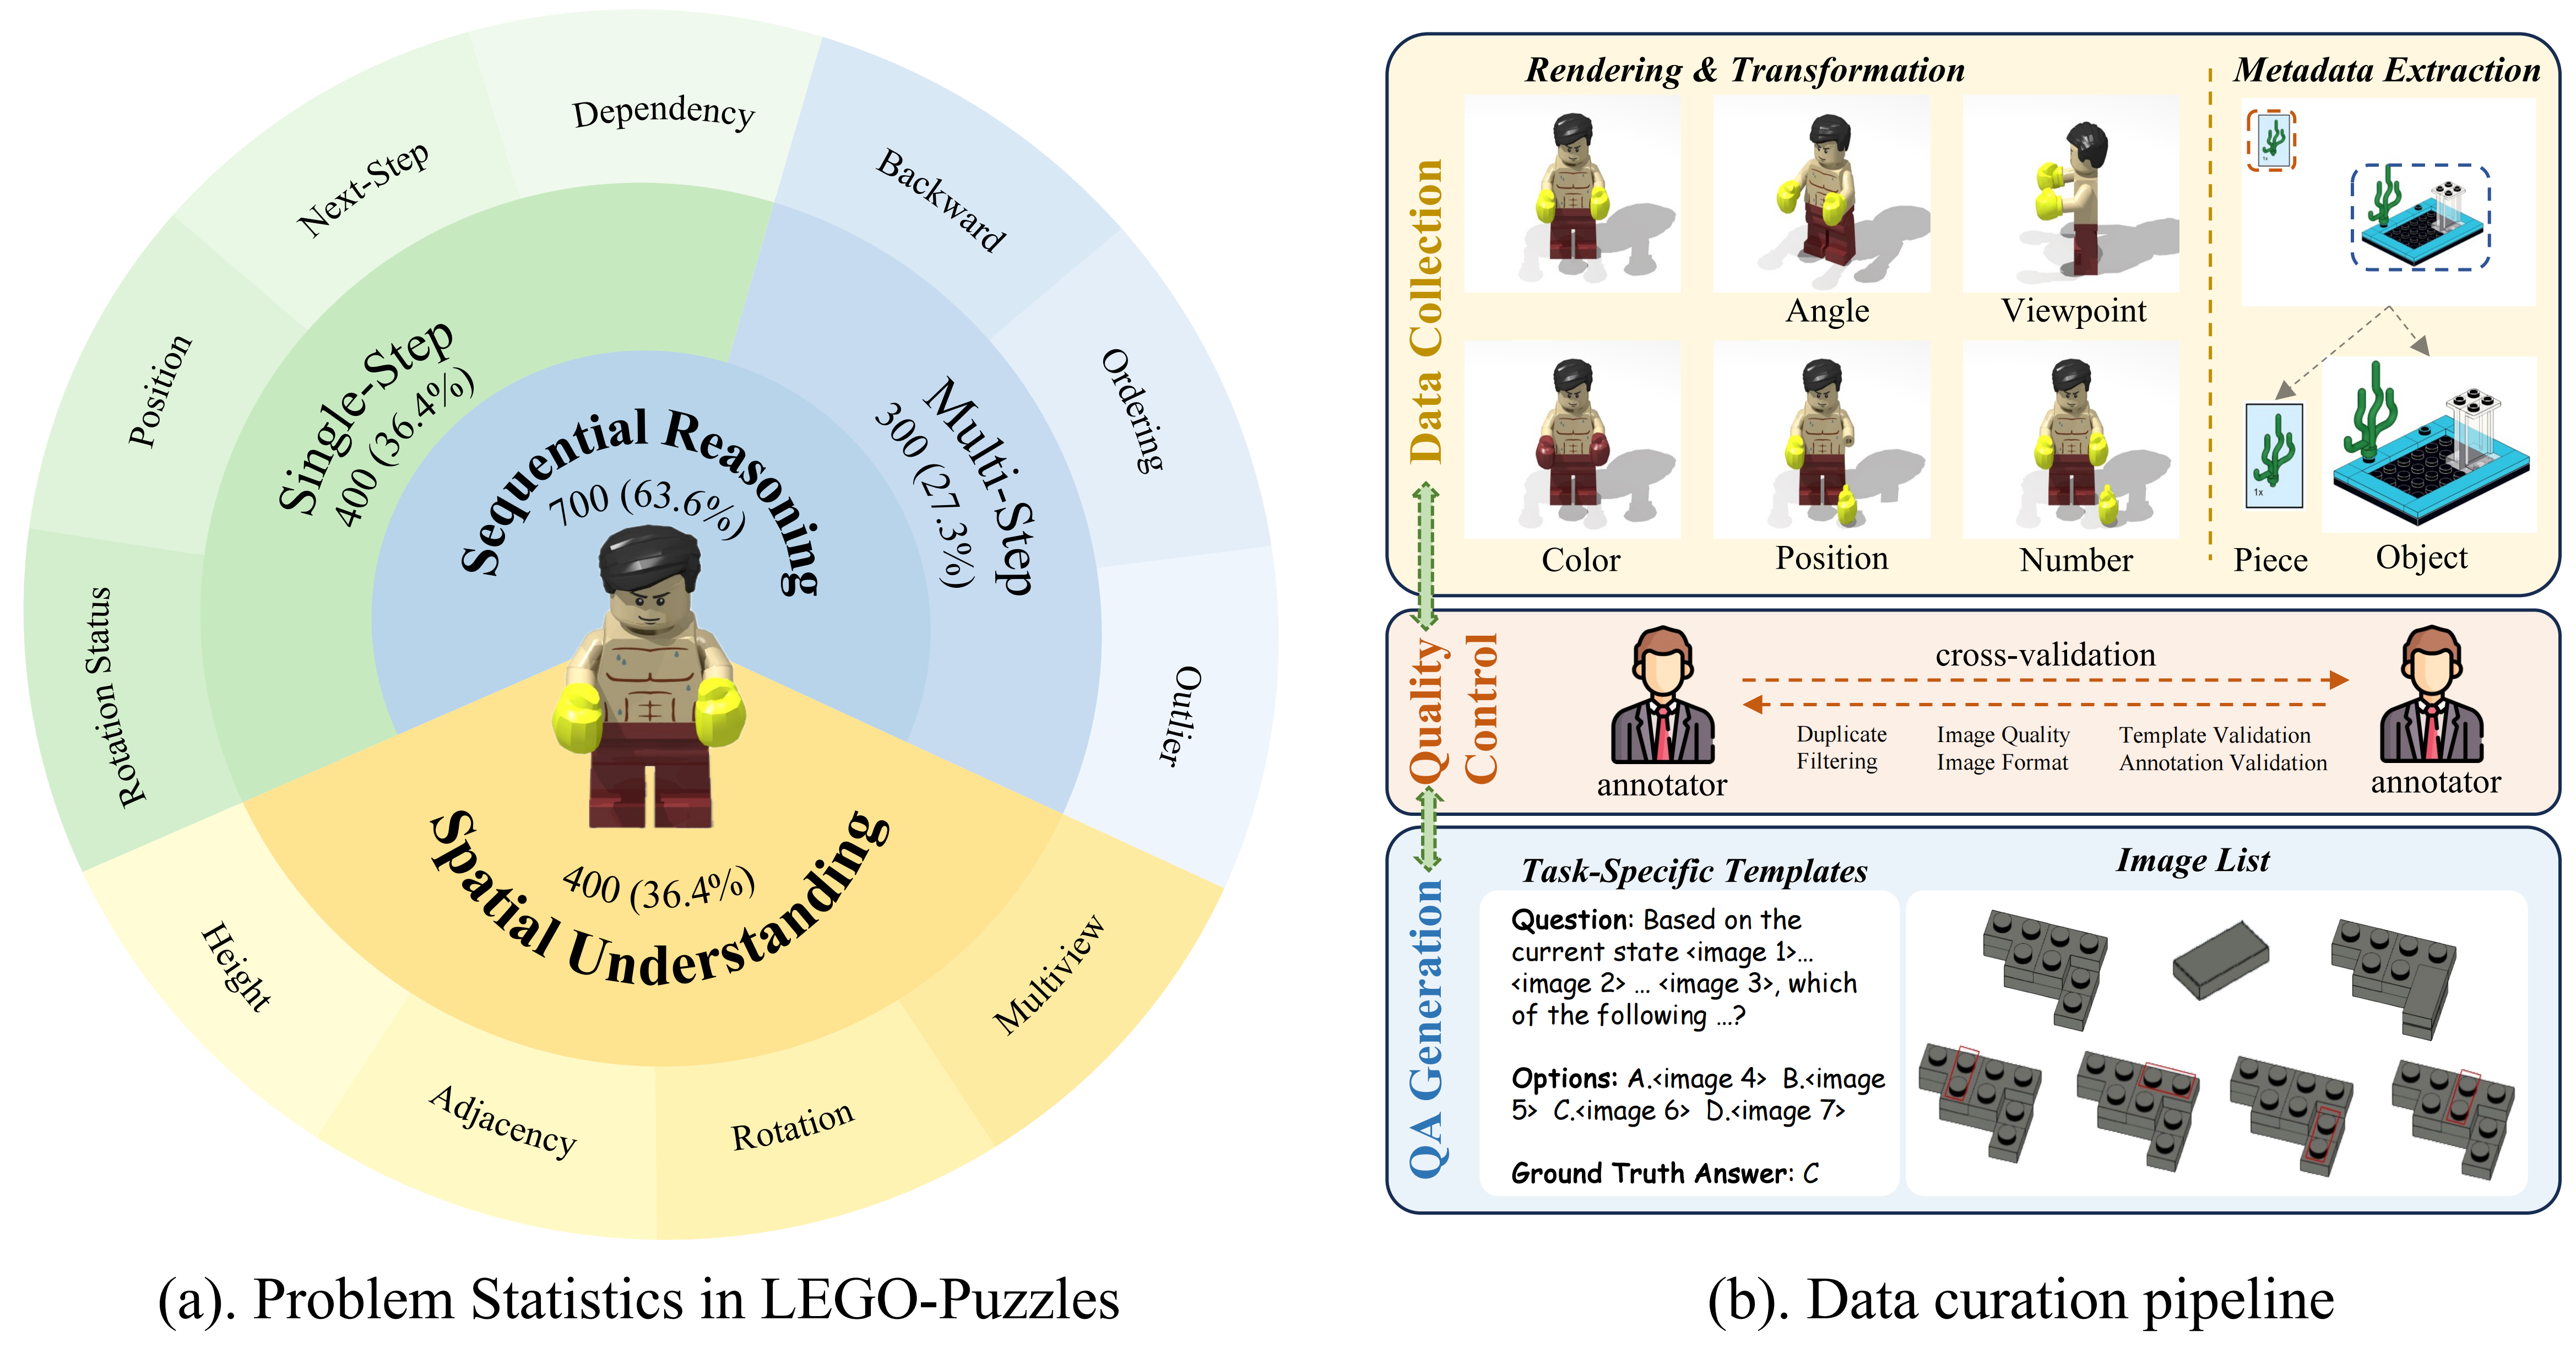 Dependency
Next-Step
Position
Rotation Status
Backward
Ordering
Outlier
Single-Step
400 (36.4%)
Multi-Step
300 (27.3%)
Sequential Reasoning
700 (63.6%)
400 (36.4%)
Spatial Understanding
Height
Adjacency
Rotation
Multiview
(a). Problem Statistics in LEGO-Puzzles
Data Collection
Rendering & Transformation
Angle
Viewpoint
Color
Position
Number
Metadata Extraction
1x
1x
Piece
Object
Quality
Control
annotator
cross-validation
Duplicate
Filtering
Image Quality
Image Format
Template Validation
Annotation Validation
annotator
QA Generation
Task-Specific Templates
Question: Based on the
current state <image 1>...
<image 2> ... <image 3>, which
of the following ...?
Options: A.<image 4> B.<image
5> C.<image 6> D.<image 7>
Ground Truth Answer: C
Image List
(b). Data curation pipeline